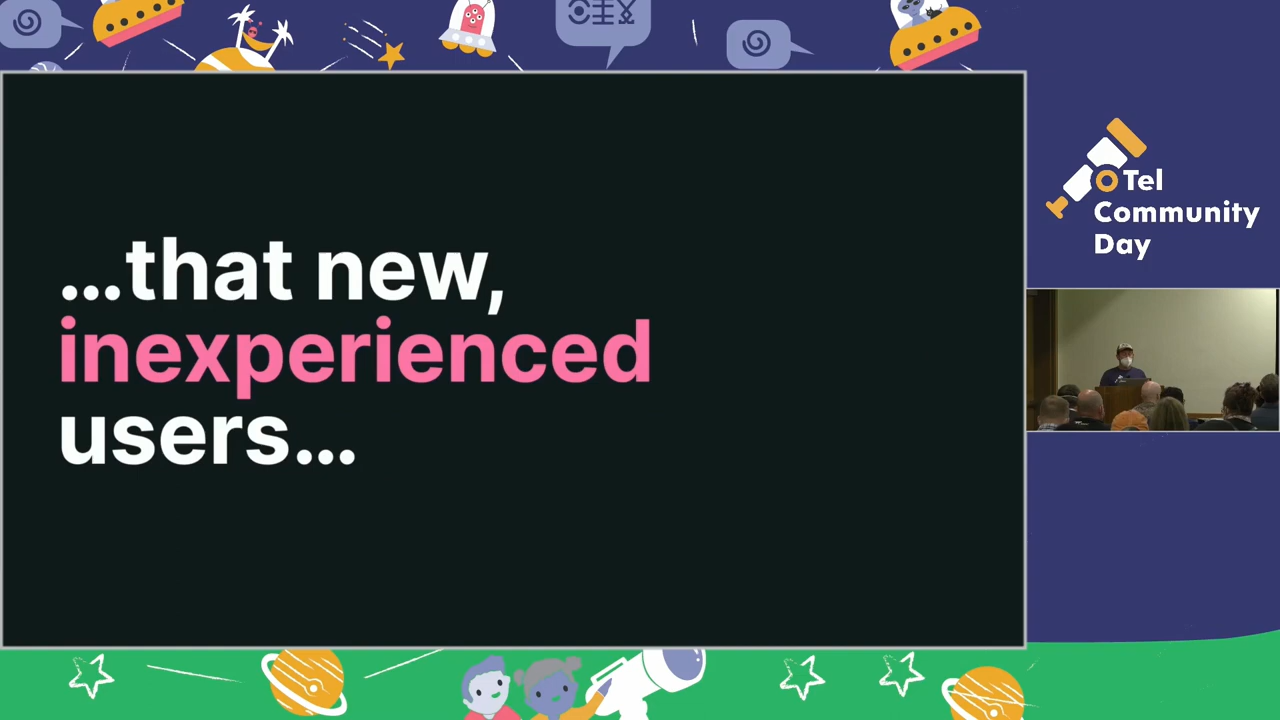 ...that new,
inexperienced
users...
OTel
Community
Day